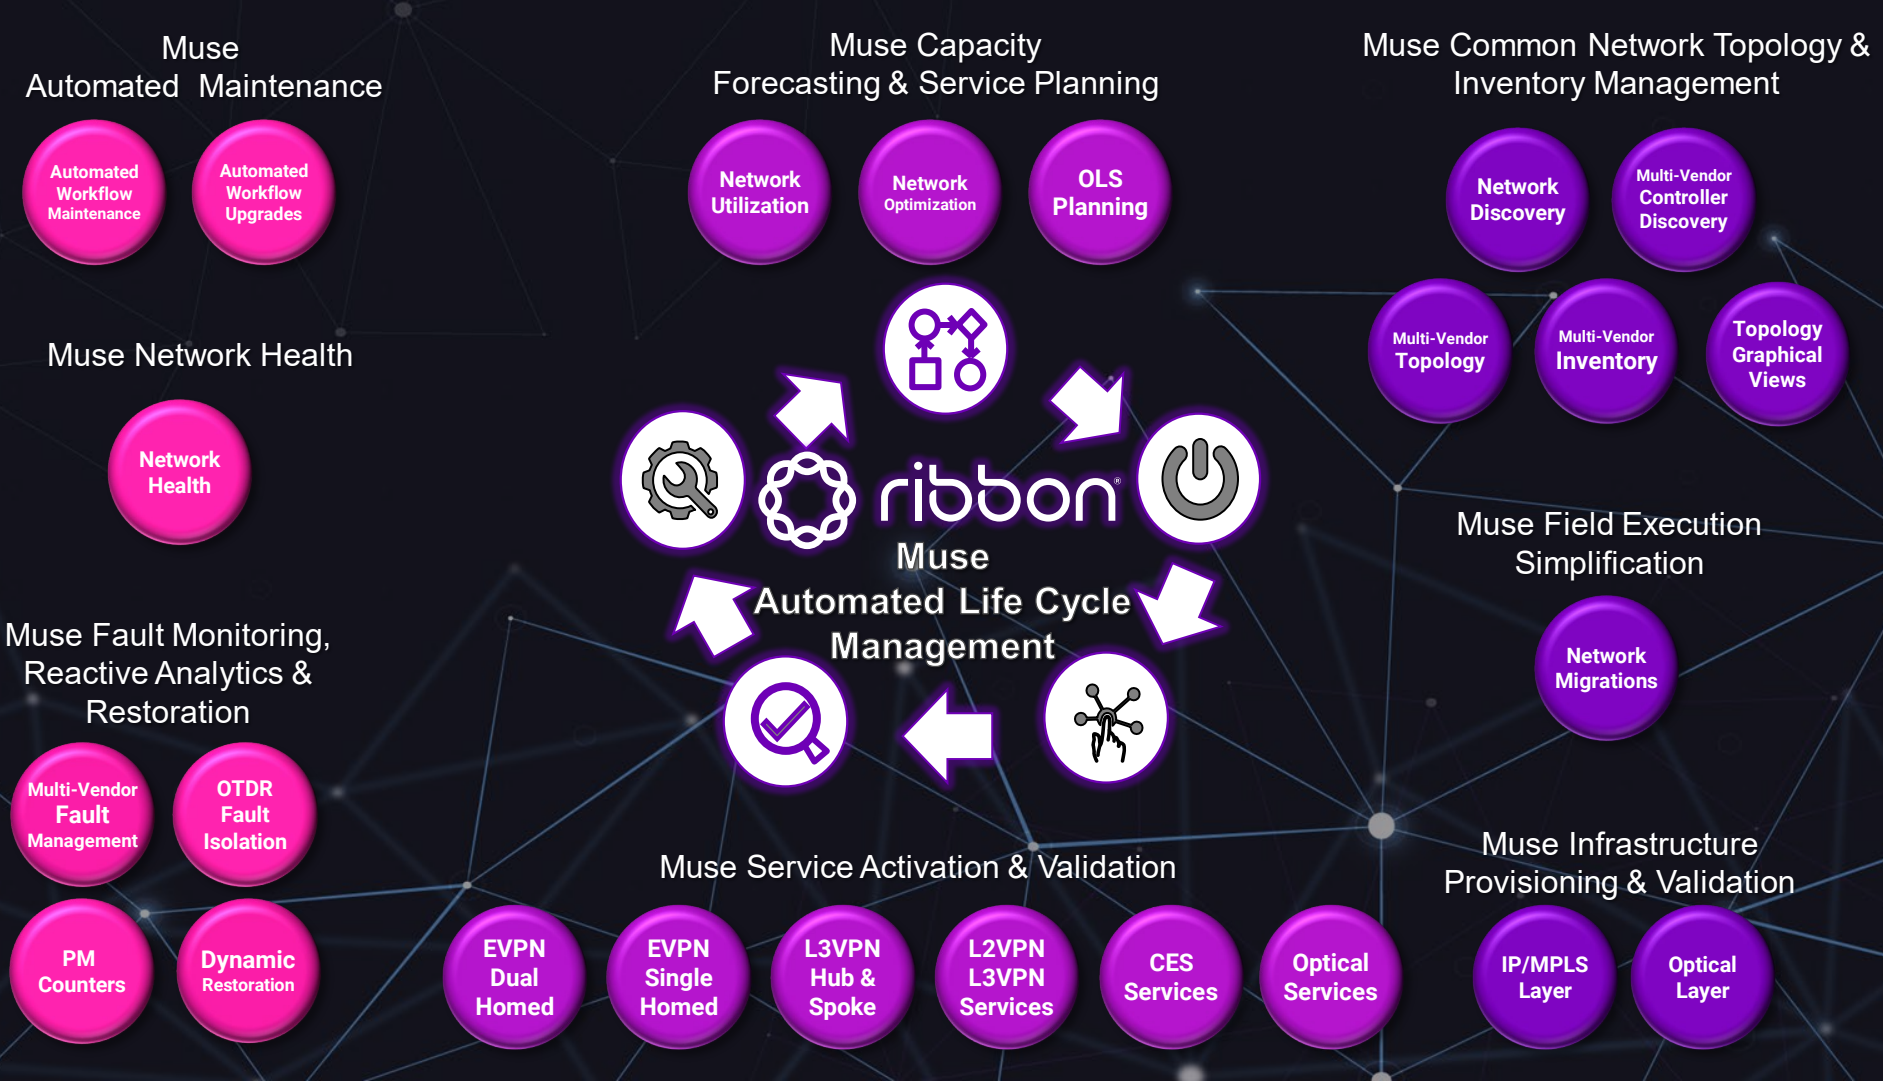 Muse
Automated Maintenance
Automated
Workflow
Maintenance
Automated
Workflow
Upgrades
Muse Capacity
Forecasting & Service Planning
Network
Utilization
Network
Optimization
OLS
Planning
Muse Common Network Topology &
Inventory Management
Network
Discovery
Multi-Vendor
Controller
Discovery
Multi-Vendor
Topology
Multi-Vendor
Inventory
Topology
Graphical
Views
Muse Network Health
Network
Health
ribbon®
Muse
Automated Life Cycle
Management
Muse Field Execution
Simplification
Network
Migrations
Muse Fault Monitoring,
Reactive Analytics &
Restoration
Multi-Vendor
Fault
Management
OTDR
Fault
Isolation
PM
Counters
Dynamic
Restoration
Muse Service Activation & Validation
EVPN
Dual
Homed
EVPN
Single
Homed
L3VPN
Hub &
Spoke
L2VPN
L3VPN
Services
CES
Services
Optical
Services
Muse Infrastructure
Provisioning & Validation
IP/MPLS
Layer
Optical
Layer